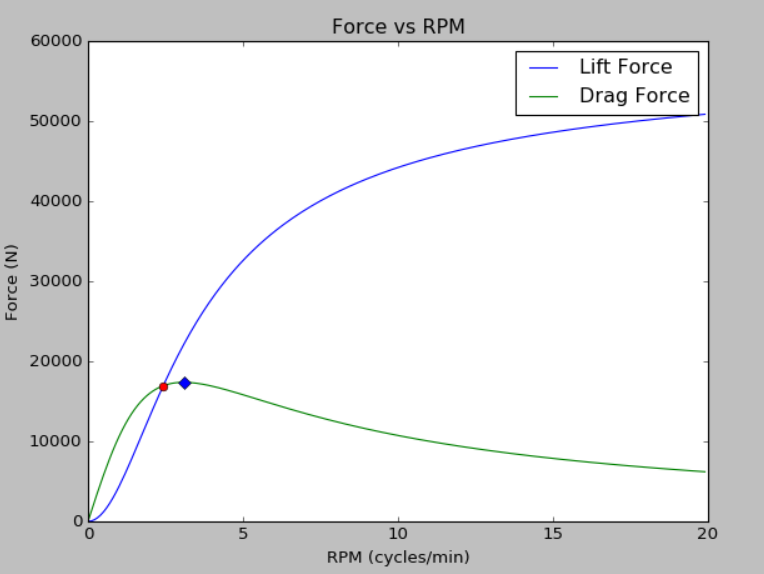 Force vs RPM
60000
50000
40000
30000
20000
10000
0
Force (N)
Lift Force
Drag Force
0 5 10 15 20
RPM (cycles/min)